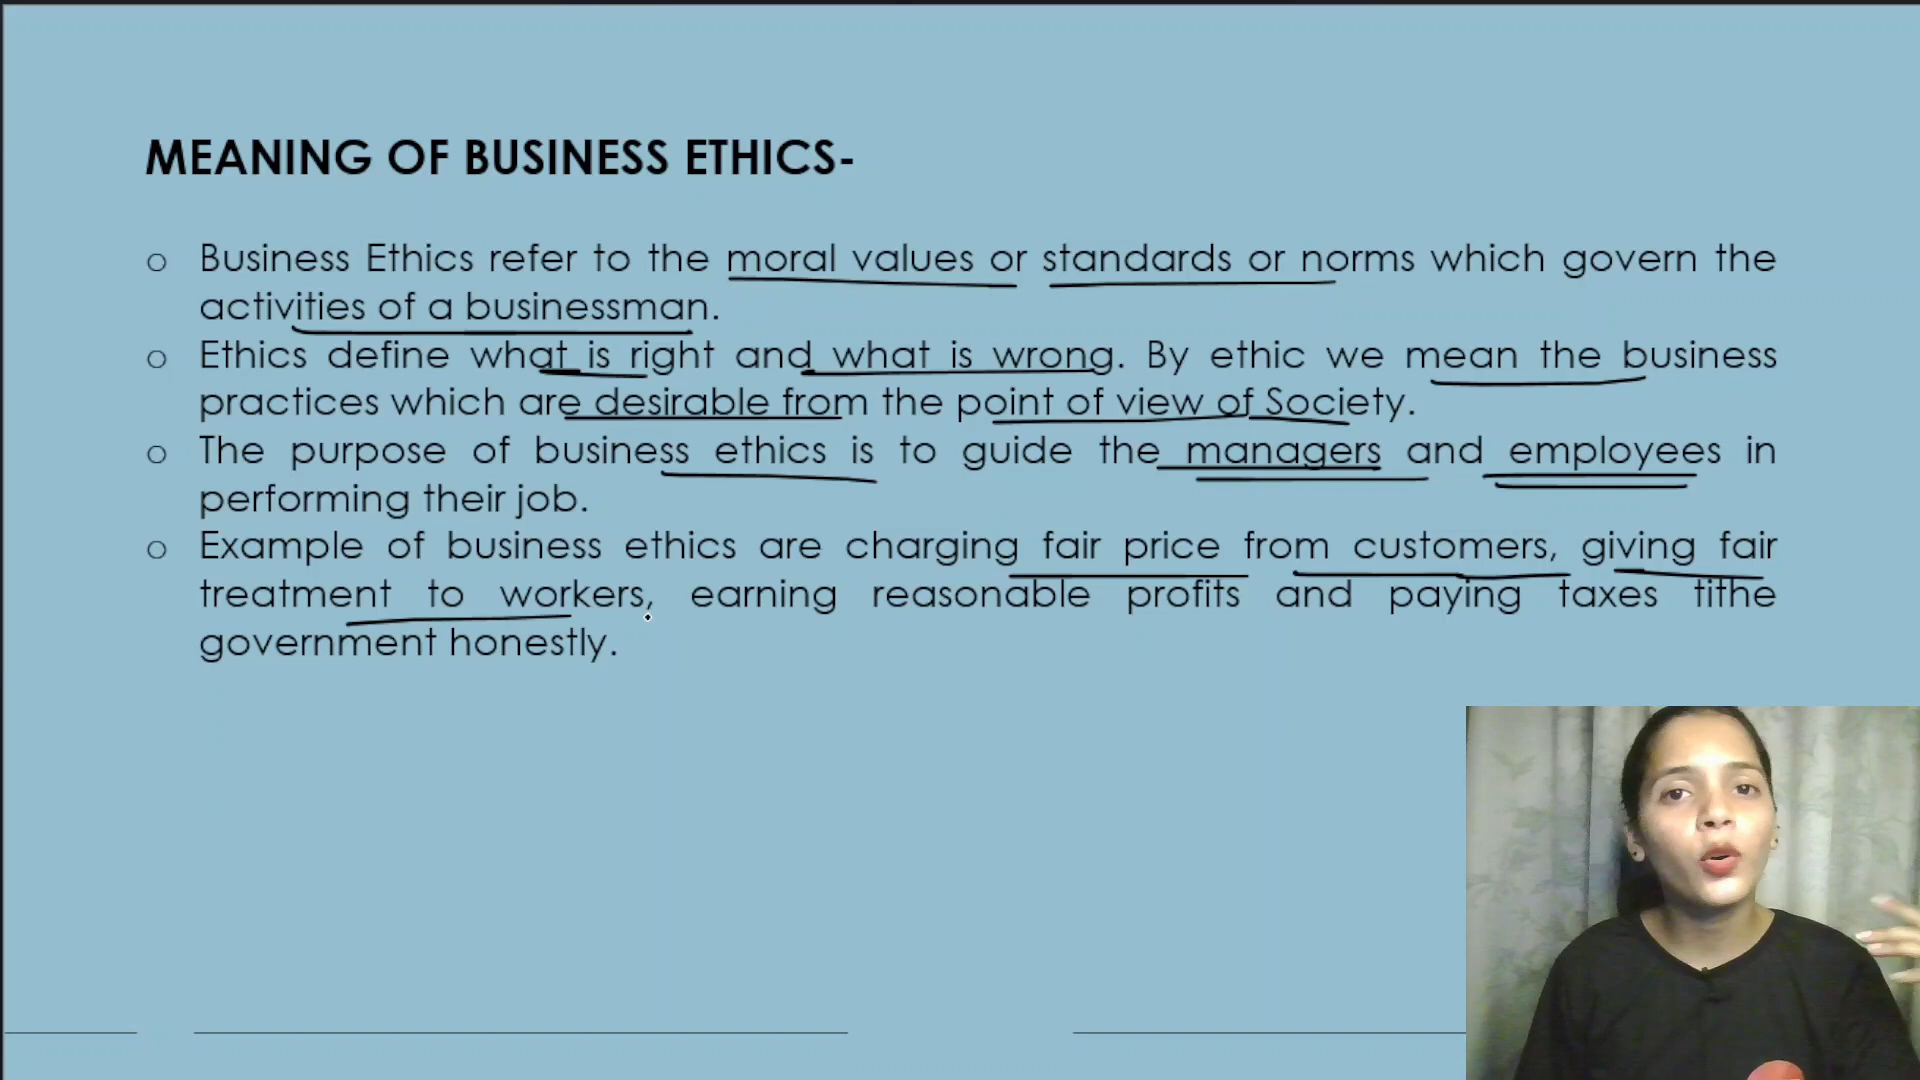 MEANING OF BUSINESS ETHICS-
o Business Ethics refer to the moral values or standards or norms which govern the
activities of a businessman.
o Ethics define what is right and what is wrong. By ethic we mean the business
practices which are desirable from the point of view of Society.
o The purpose of business ethics is to guide the managers and employees in
performing their job.
o Example of business ethics are charging fair price from customers, giving fair
treatment to workers, earning reasonable profits and paying taxes tithe
government honestly.